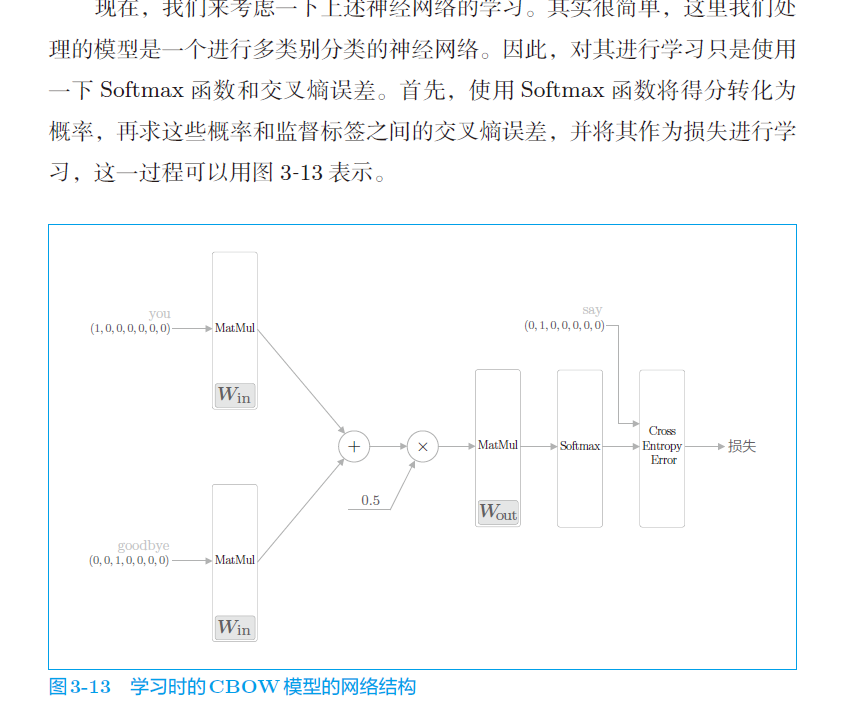 现在，我们来考虑一下上述神经网络的学习。其实很简单，这里我们处
理的模型是一个进行多类别分类的神经网络。因此，对其进行学习只是使用
一下 Softmax 函数和交叉熵误差。首先，使用 Softmax 函数将得分转化为
概率，再求这些概率和监督标签之间的交叉熵误差，并将其作为损失进行学
习，这一过程可以用图 3-13 表示。
you
(1, 0, 0, 0, 0, 0, 0)
MatMul
Win
goodbye
(0, 0, 1, 0, 0, 0, 0)
MatMul
Win
+
×
0.5
MatMul
Wout
Softmax
say
(0, 1, 0, 0, 0, 0, 0)
Cross
Entropy
Error
损失
图 3-13 学习时的 CBOW 模型的网络结构